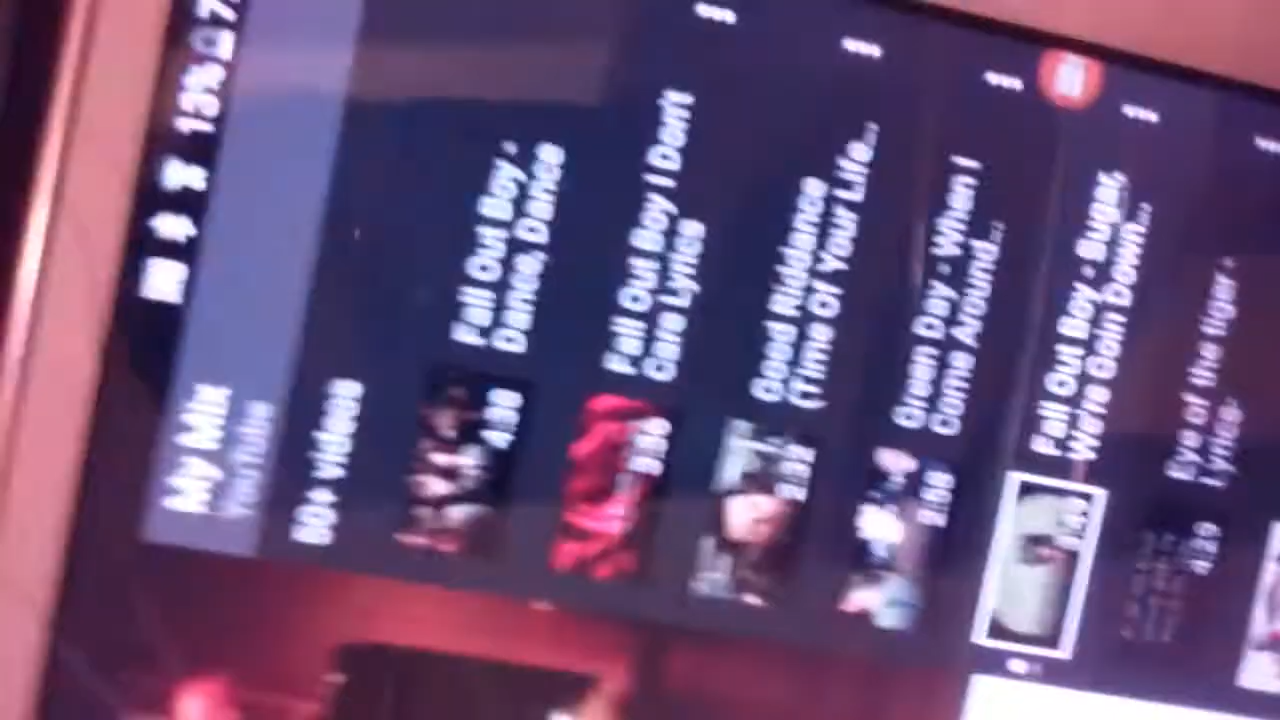 13%
My Mix
YouTube
50+ videos
Fall Out Boy -
Dance, Dance
Fall Out Boy I Don't
Care Lyrics
Good Riddance
(Time Of Your Life...
Green Day - When I
Come Around...
Fall Out Boy - Sugar,
We're Goin Down...
Eye of the tiger -
Lyrics-